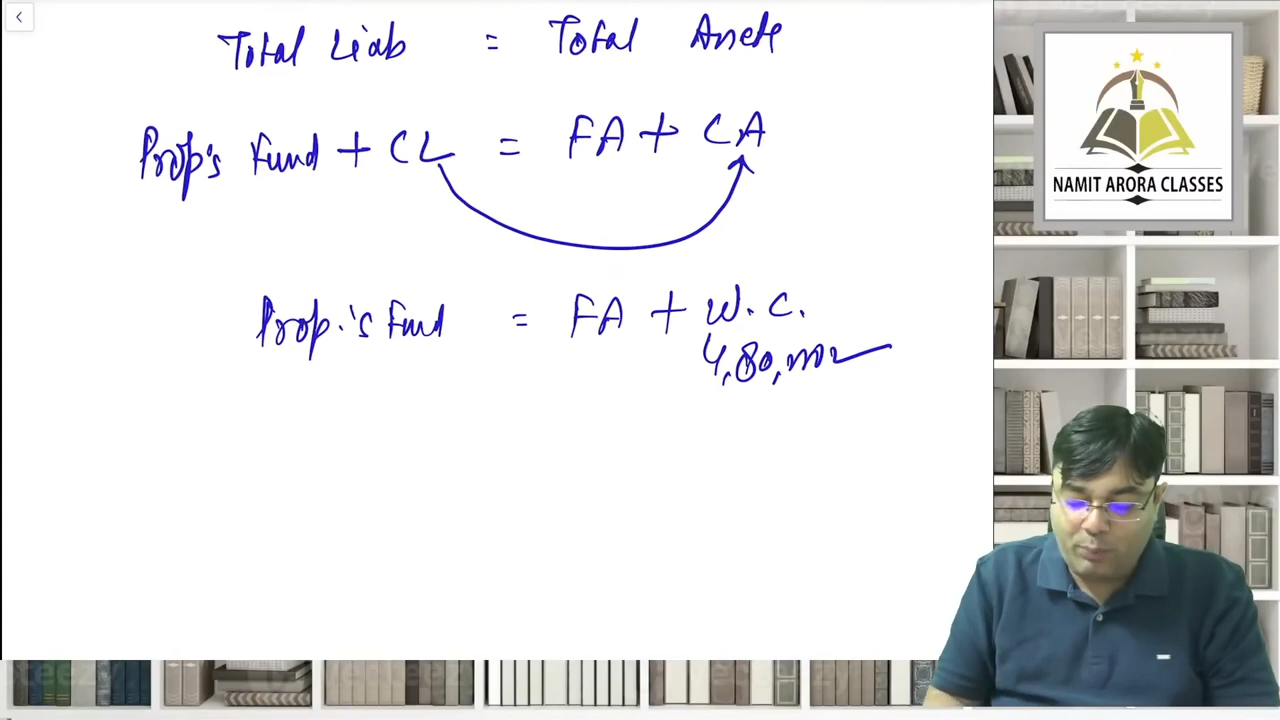 Total Liab = Total Assets
Prop's Fund + CL = FA + CA
Prop.'s Fund = FA + W.C.
4,80,000
NAMIT ARORA CLASSES